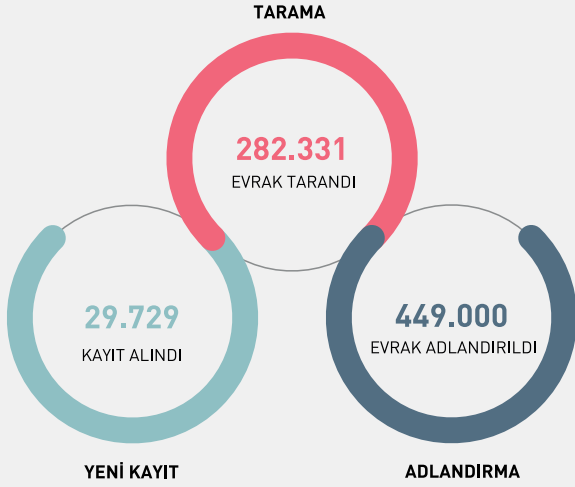 TARAMA
282.331
EVRAK TARANDI
29.729
KAYIT ALINDI
YENİ KAYIT
449.000
EVRAK ADLANDIRILDI
ADLANDIRMA